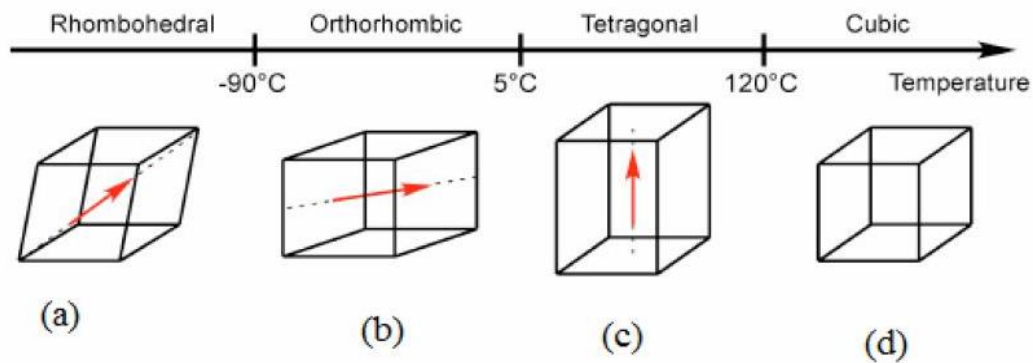 Rhombohedral Orthorhombic Tetragonal Cubic
-90°C 5°C 120°C Temperature
(a) (b) (c) (d)